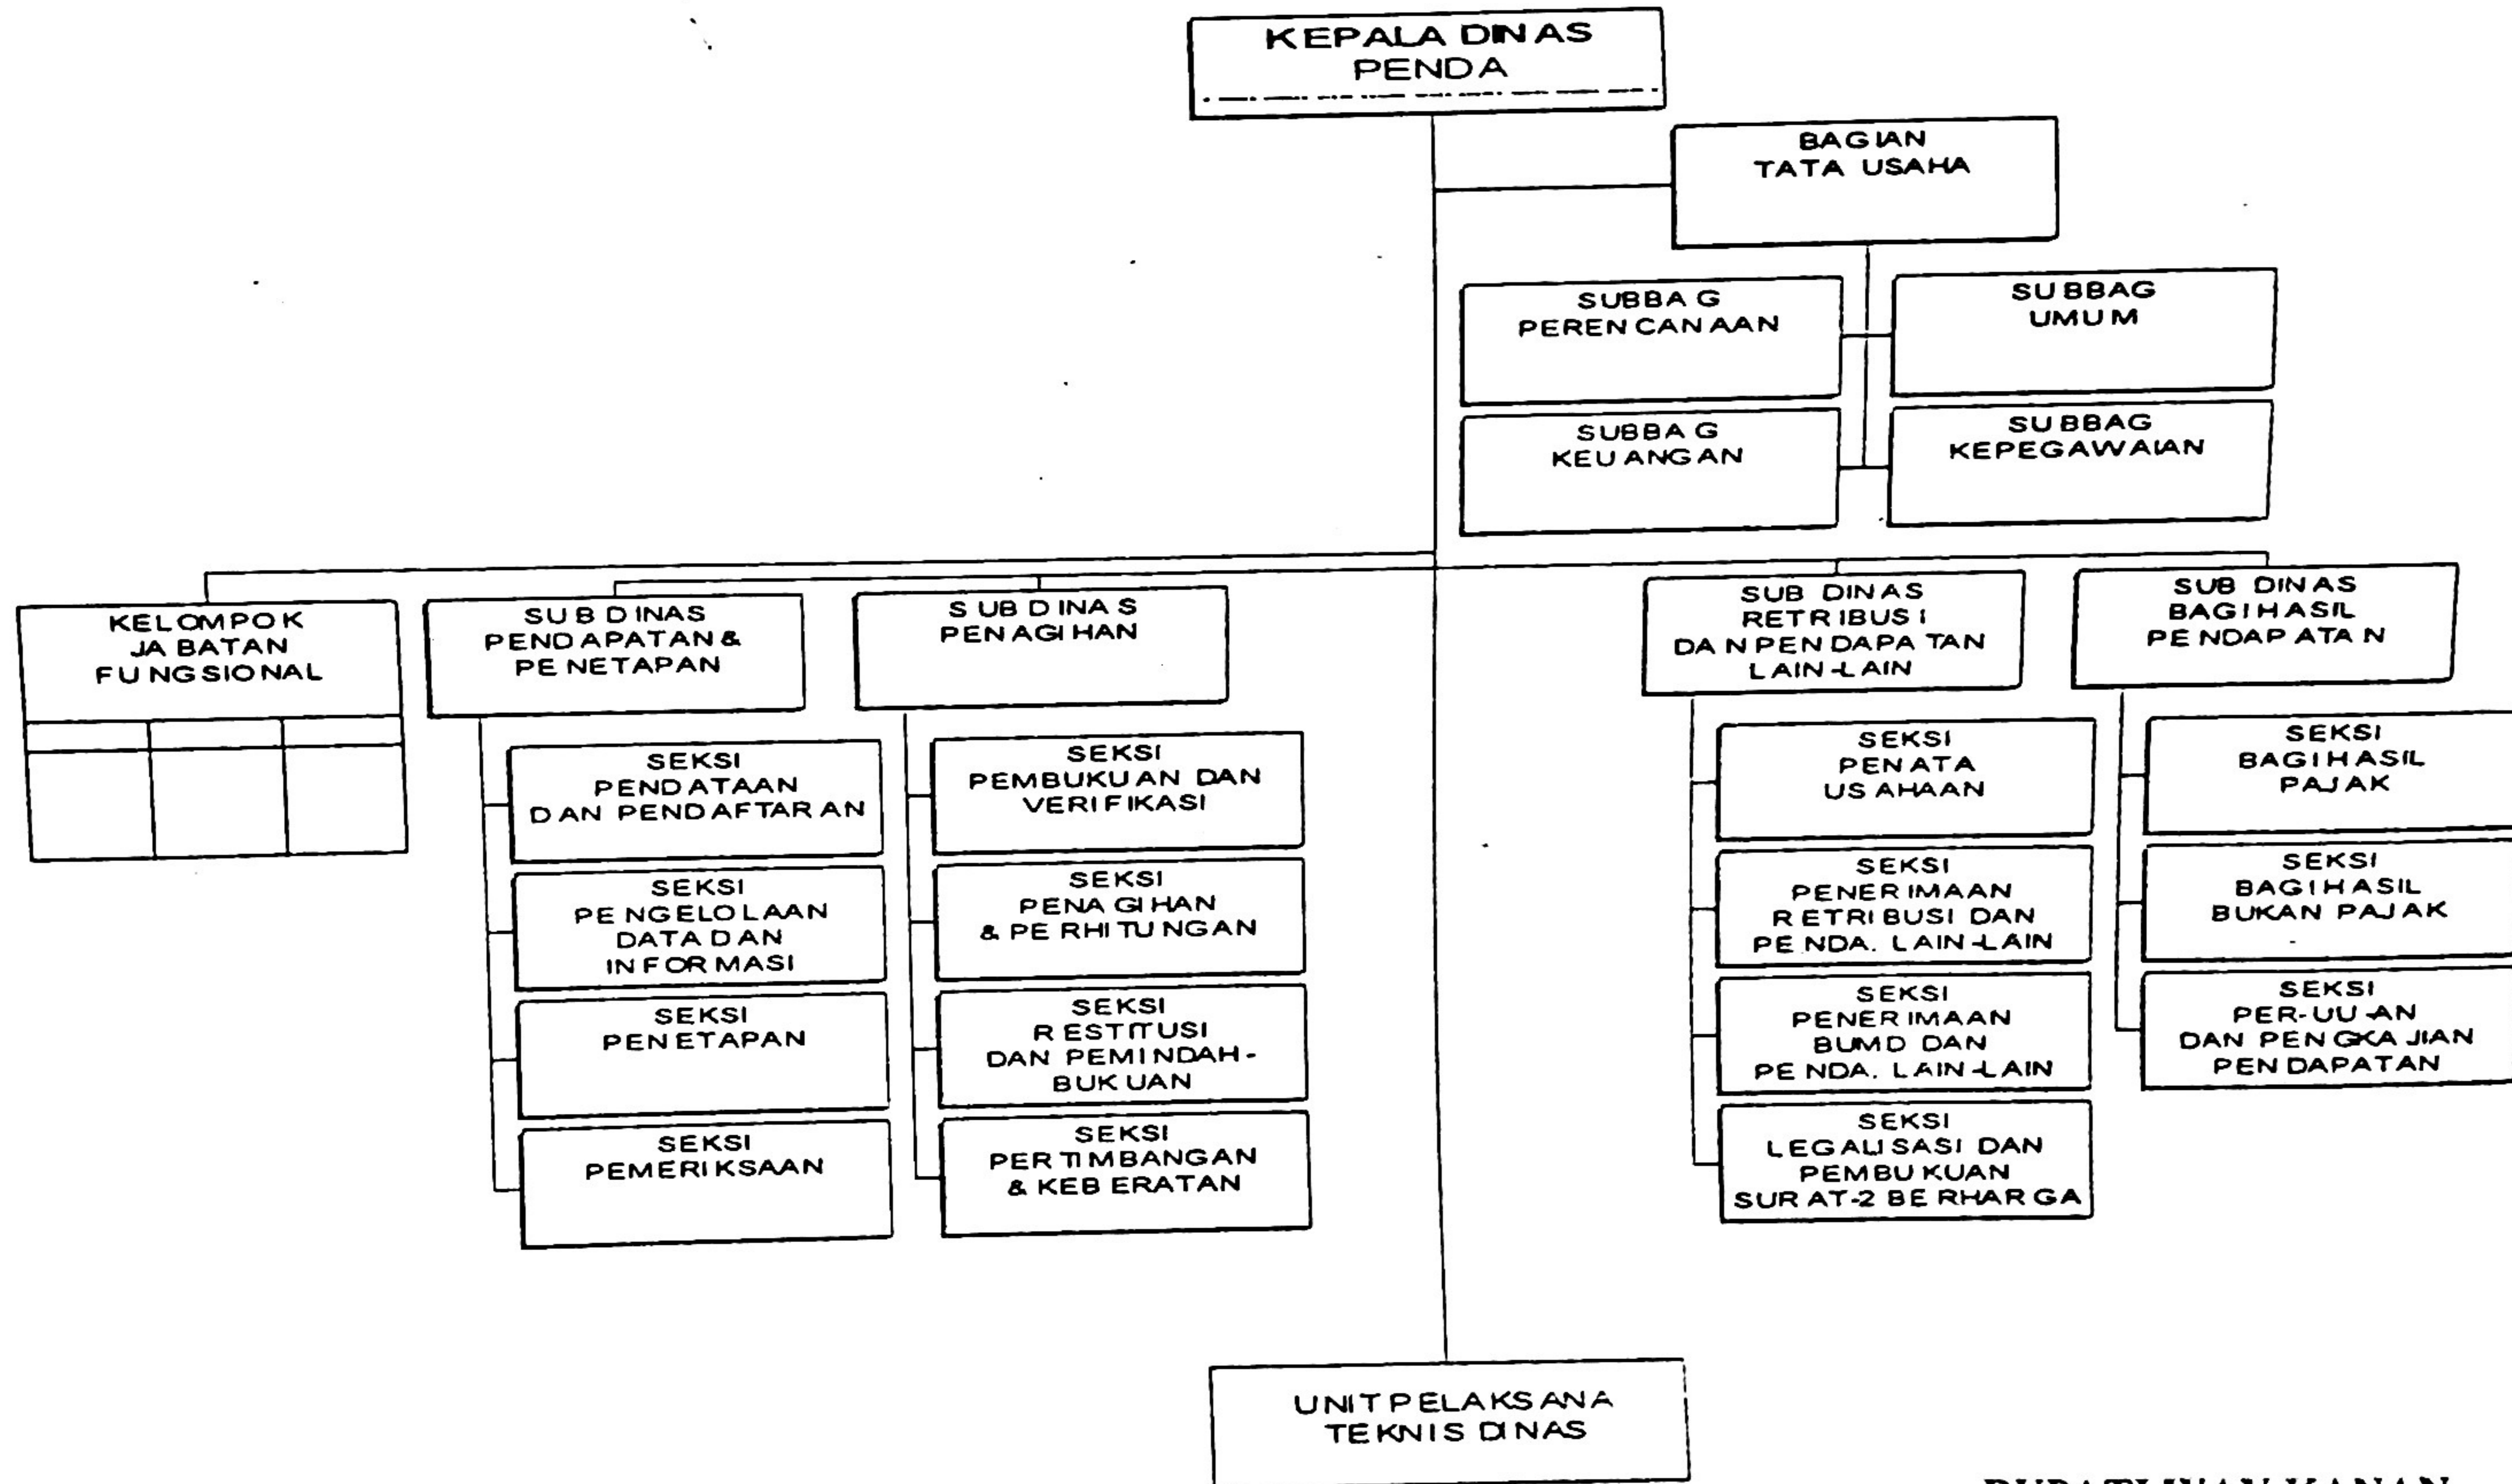 KEPALA DINAS
PENDA
BAGIAN
TATA USAHA
SUBBAG
PERENCANAAN
SUBBAG
UMUM
SUBBAG
KEUANGAN
SUBBAG
KEPEGAWAIAN
KELOMPOK
JABATAN
FUNGSIONAL
SUB DINAS
PENDAPATAN &
PENETAPAN
SUB DINAS
PENAGIHAN
SUB DINAS
RETRIBUSI
DAN PENDAPATAN
LAIN-LAIN
SUB DINAS
BAGI HASIL
PENDAPATAN
SEKSI
PENDATAAN
DAN PENDAFTARAN
SEKSI
PENGELOLAAN
DATA DAN
INFORMASI
SEKSI
PENETAPAN
SEKSI
PEMERIKSAAN
SEKSI
PEMBUKUAN DAN
VERIFIKASI
SEKSI
PENAGIHAN
& PERHITUNGAN
SEKSI
RESTITUSI
DAN PEMINDAH-
BUKUAN
SEKSI
PERTIMBANGAN
& KEBERATAN
SEKSI
PENATA
USAHAAN
SEKSI
PENERIMAAN
RETRIBUSI DAN
PENDA. LAIN-LAIN
SEKSI
PENERIMAAN
BUMD DAN
PENDA. LAIN-LAIN
SEKSI
LEGALISASI DAN
PEMBUKUAN
SURAT-2 BERHARGA
SEKSI
BAGI HASIL
PAJAK
SEKSI
BAGI HASIL
BUKAN PAJAK
SEKSI
PER-UU-AN
DAN PENGKAJIAN
PENDAPATAN
UNIT PELAKSANA
TEKNIS DINAS